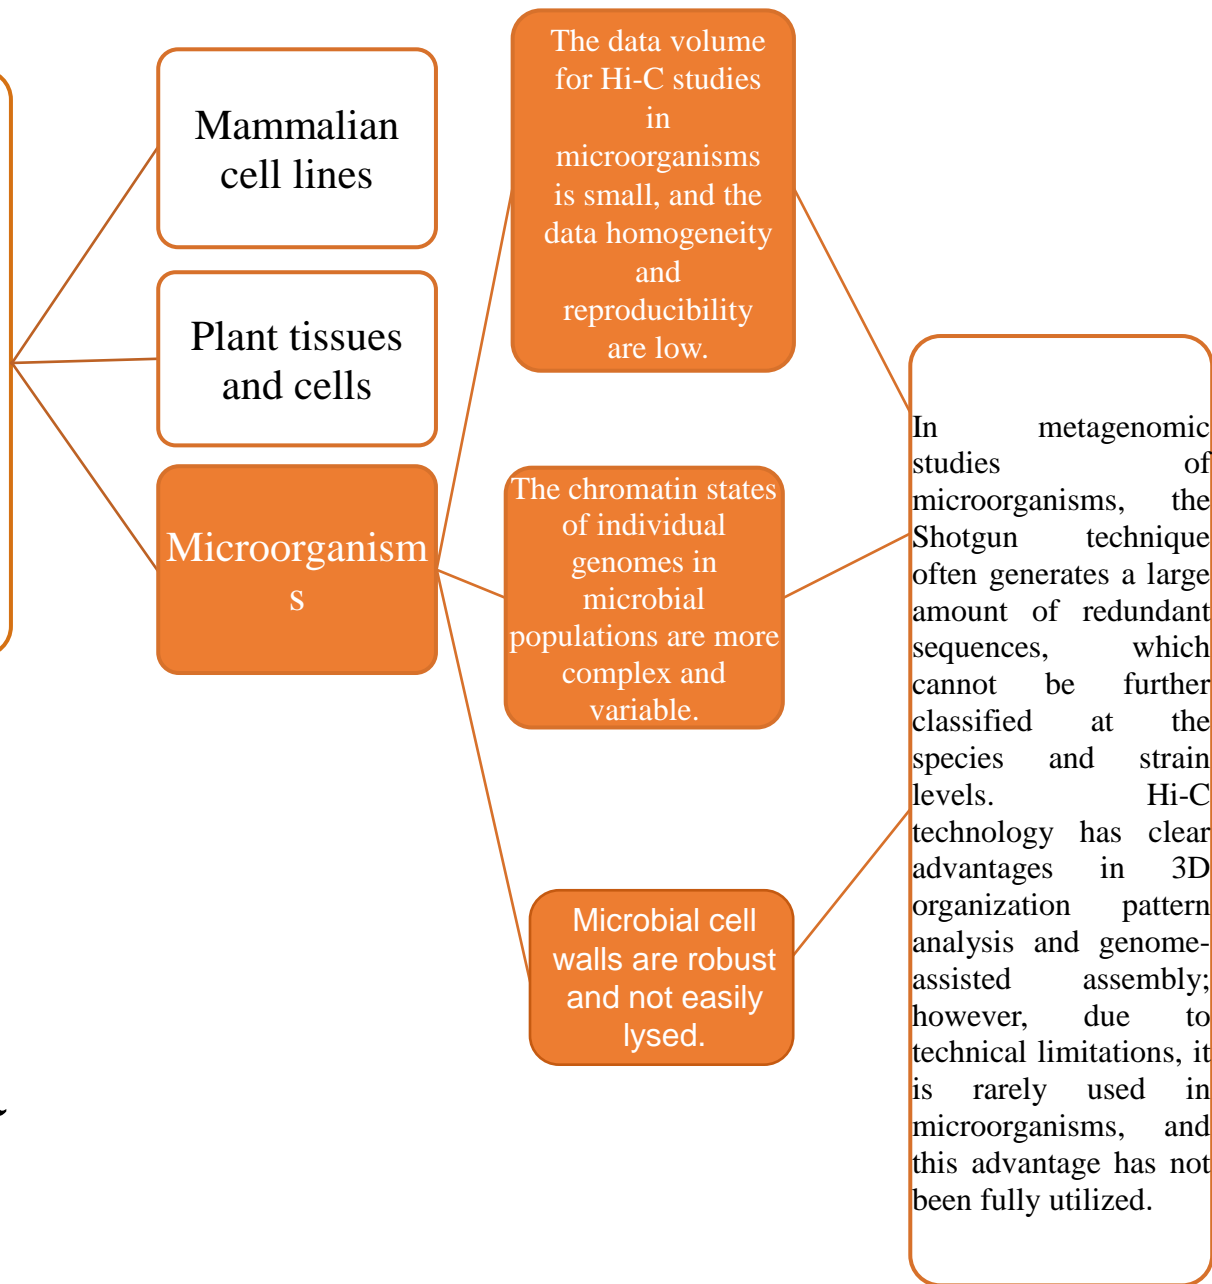 Mammalian
cell lines
Plant tissues
and cells
Microorganism
s
The data volume
for Hi-C studies
in
microorganisms
is small, and the
data homogeneity
and
reproducibility
are low.
The chromatin states
of individual
genomes in
microbial
populations are more
complex and
variable.
Microbial cell
walls are robust
and not easily
lysed.
In metagenomic
studies of
microorganisms, the
Shotgun technique
often generates a large
amount of redundant
sequences, which
cannot be further
classified at the
species and strain
levels. Hi-C
technology has clear
advantages in 3D
organization pattern
analysis and genome-
assisted assembly;
however, due to
technical limitations, it
is rarely used in
microorganisms, and
this advantage has not
been fully utilized.